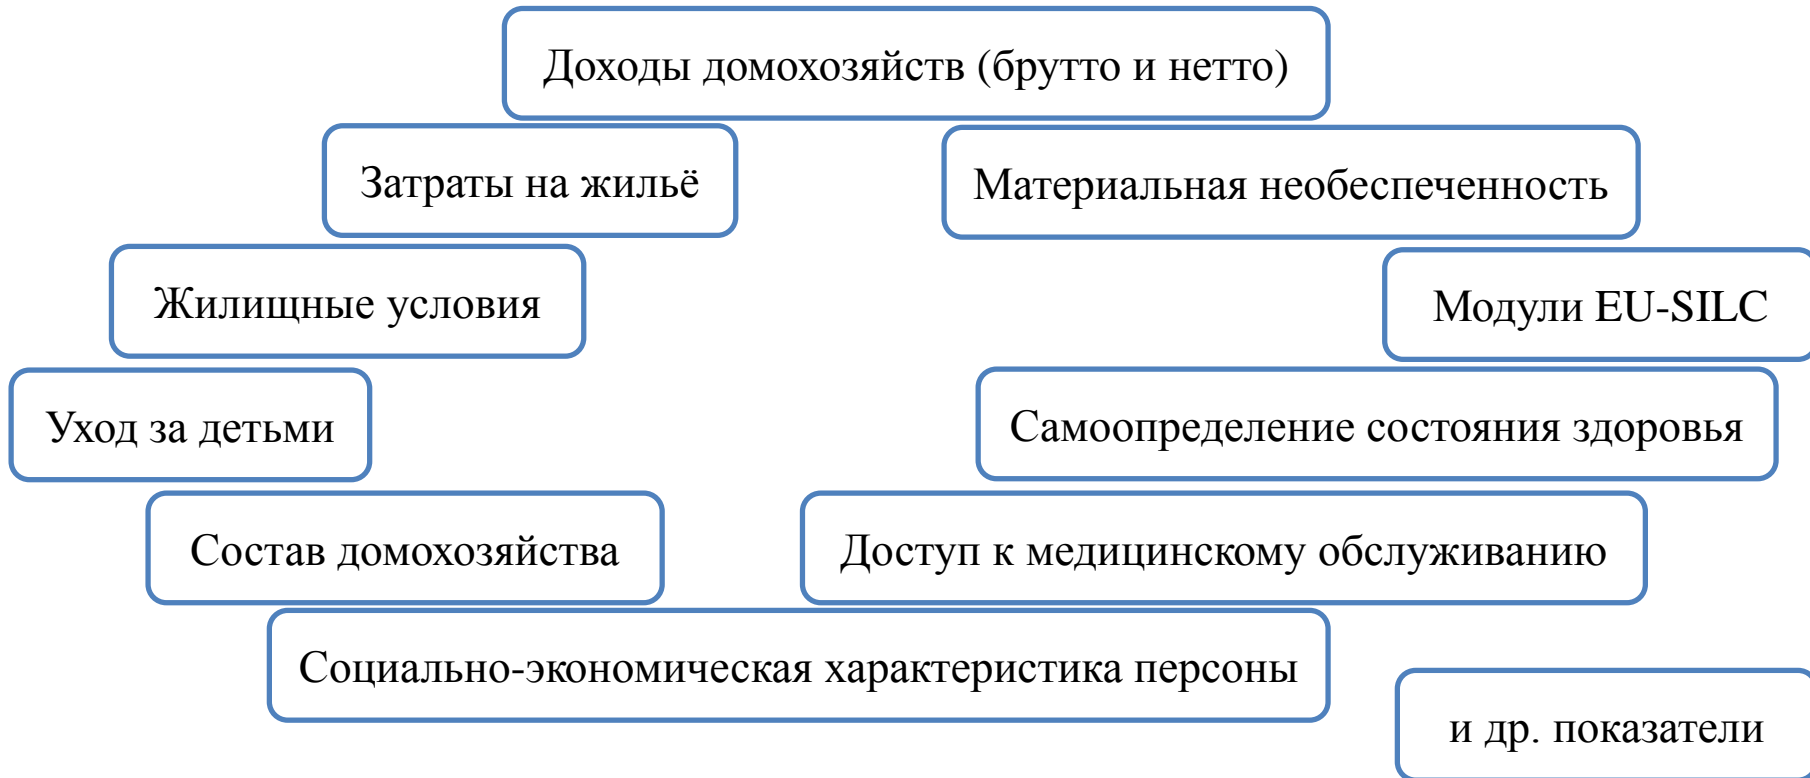 Доходы домохозяйств (брутто и нетто)
Затраты на жильё
Материальная необеспеченность
Жилищные условия
Модули EU-SILC
Уход за детьми
Самоопределение состояния здоровья
Состав домохозяйства
Доступ к медицинскому обслуживанию
Социально-экономическая характеристика персоны
и др. показатели